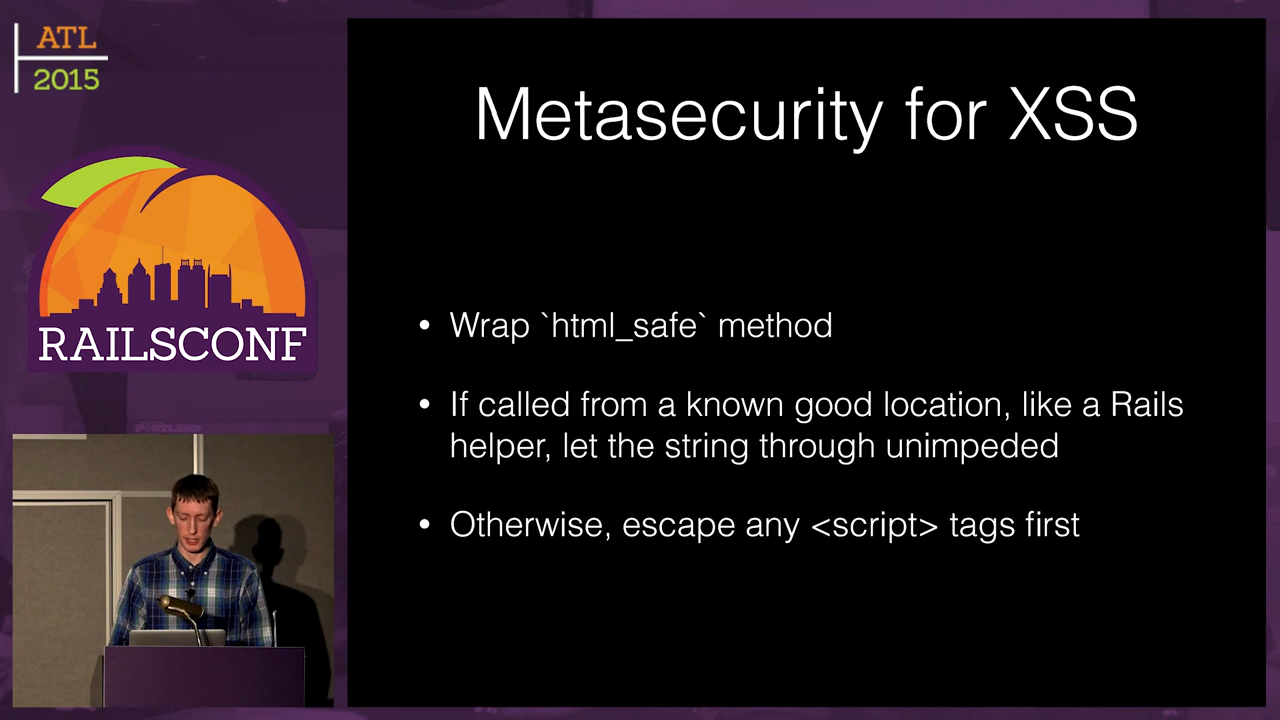 ATL
2015
RAILSCONF
Metasecurity for XSS
• Wrap `html_safe` method
• If called from a known good location, like a Rails
helper, let the string through unimpeded
• Otherwise, escape any <script> tags first